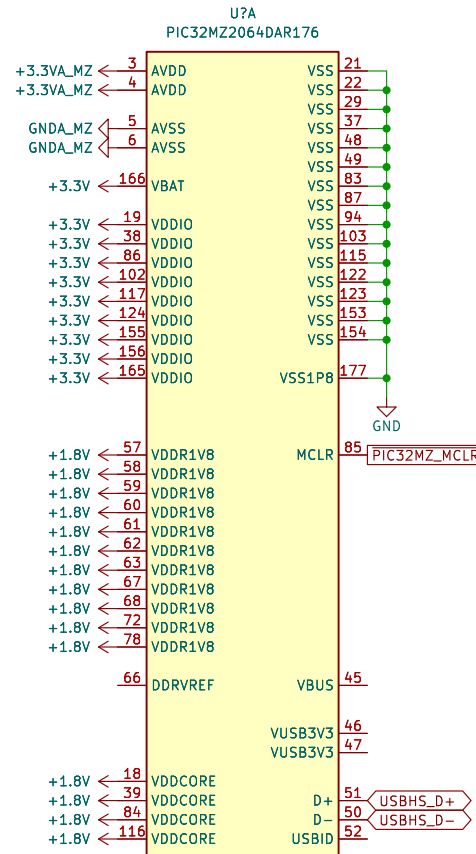 U?A
PIC32MZ2064DAR176
+3.3VA_MZ 3 AVDD VSS 21
+3.3VA_MZ 4 AVDD VSS 22
VSS 29
GNDA_MZ 5 AVSS VSS 37
GNDA_MZ 6 AVSS VSS 48
VSS 49
+3.3V 166 VBAT VSS 83
VSS 87
+3.3V 19 VDDIO VSS 94
+3.3V 38 VDDIO VSS 103
+3.3V 86 VDDIO VSS 115
+3.3V 102 VDDIO VSS 122
+3.3V 117 VDDIO VSS 123
+3.3V 124 VDDIO VSS 153
+3.3V 155 VDDIO VSS 154
+3.3V 156 VDDIO
+3.3V 165 VDDIO VSS1P8 177
GND
+1.8V 57 VDDR1V8 MCLR 85 PIC32MZ_MCLR
+1.8V 58 VDDR1V8
+1.8V 59 VDDR1V8
+1.8V 60 VDDR1V8
+1.8V 61 VDDR1V8
+1.8V 62 VDDR1V8
+1.8V 63 VDDR1V8
+1.8V 67 VDDR1V8
+1.8V 68 VDDR1V8
+1.8V 72 VDDR1V8
+1.8V 78 VDDR1V8
66 DDRVREF VBUS 45
VUSB3V3 46
VUSB3V3 47
+1.8V 18 VDDCORE
+1.8V 39 VDDCORE D+ 51 USBHS_D+
+1.8V 84 VDDCORE D- 50 USBHS_D-
+1.8V 116 VDDCORE USBID 52